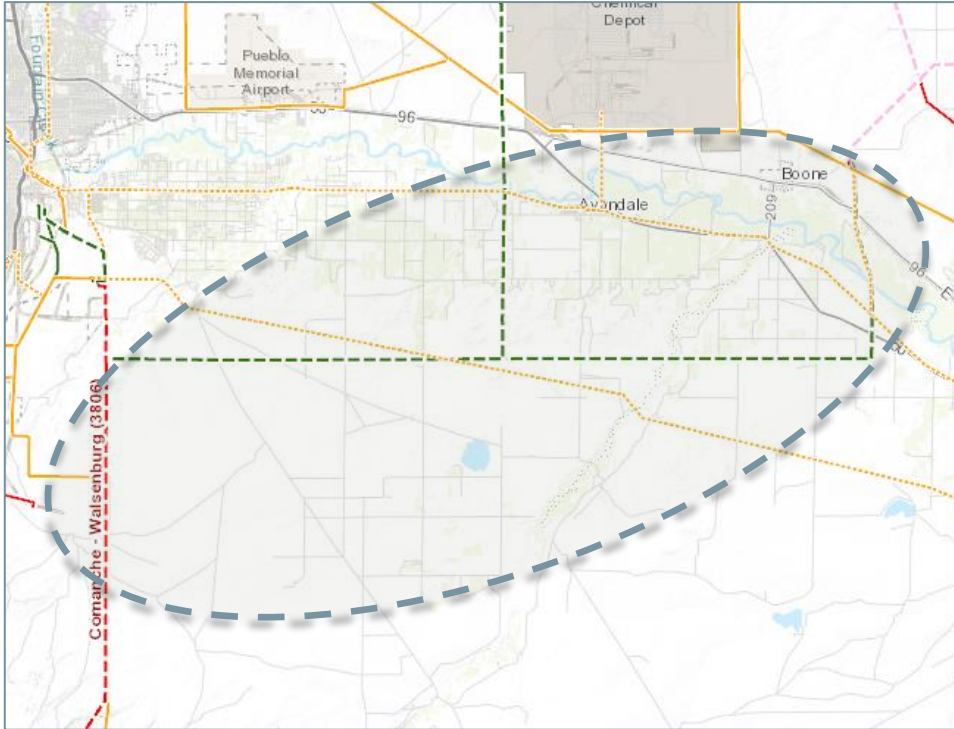 Chemical
Depot
Pueblo
Memorial
Airport
96
Boone
Avondale
209
96
E
Comanche - Walsenburg (3806)